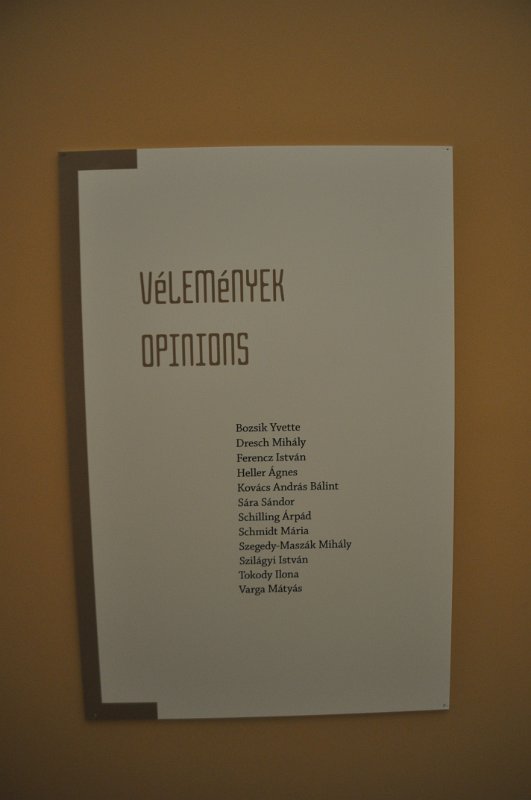 VéLEMéNYEK
OPINIONS
Bozsik Yvette
Dresch Mihály
Ferencz István
Heller Ágnes
Kovács András Bálint
Sára Sándor
Schilling Árpád
Schmidt Mária
Szegedy-Maszák Mihály
Szilágyi István
Tokody Ilona
Varga Mátyás